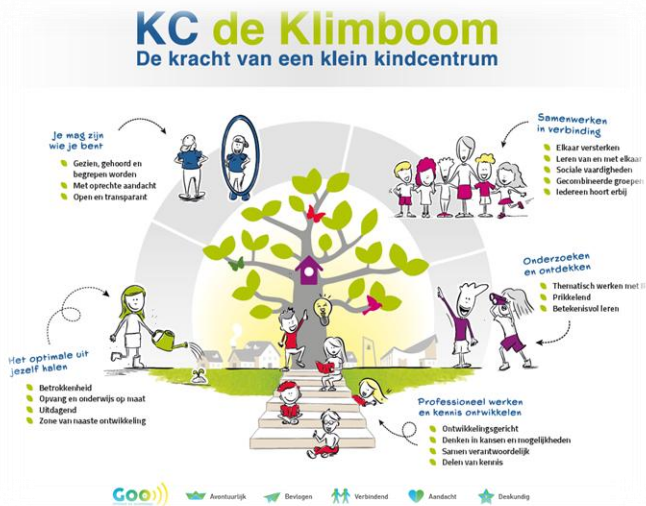 KC de Klimboom
De kracht van een klein kindcentrum
Je mag zijn
wie je bent
Gezien, gehoord en
begrepen worden
Met oprechte aandacht
Open en transparant
Samenwerken
in verbinding
Elkaar versterken
Leren van en met elkaar
Sociale vaardigheden
Gecombineerde groepen
Iedereen hoort erbij
Onderzoeken
en ontdekken
Thematisch werken met
Prikkelend
Betekenisvol leren
Het optimale uit
jezelf halen
Betrokkenheid
Opvang en onderwijs op maat
Uitdagend
Zone van naaste ontwikkeling
Professioneel werken
en kennis ontwikkelen
Ontwikkelingsgericht
Denken in kansen en mogelijkheden
Samen verantwoordelijk
Delen van kennis
Goo
Avontuurlijk
Bevlogen
Verbindend
Aandacht
Deskundig